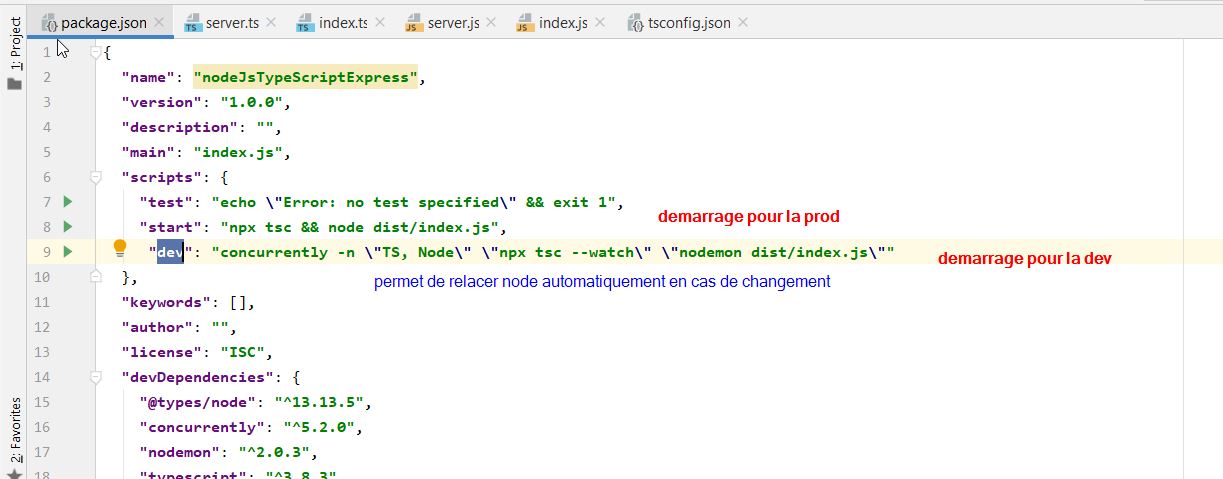 package.json server.ts index.ts server.js index.js tsconfig.json
1: Project
2: Favorites
1 {
2 "name": "nodeJsTypeScriptExpress",
3 "version": "1.0.0",
4 "description": "",
5 "main": "index.js",
6 "scripts": {
7 "test": "echo \"Error: no test specified\" && exit 1",
8 "start": "npx tsc && node dist/index.js",
demarrage pour la prod
9 "dev": "concurrently -n \"TS, Node\" \"npx tsc --watch\" \"nodemon dist/index.js\""
demarrage pour la dev
10 },
permet de relacer node automatiquement en cas de changement
11 "keywords": [],
12 "author": "",
13 "license": "ISC",
14 "devDependencies": {
15 "@types/node": "^13.13.5",
16 "concurrently": "^5.2.0",
17 "nodemon": "^2.0.3",
18 "typescript": "^3.8.3"